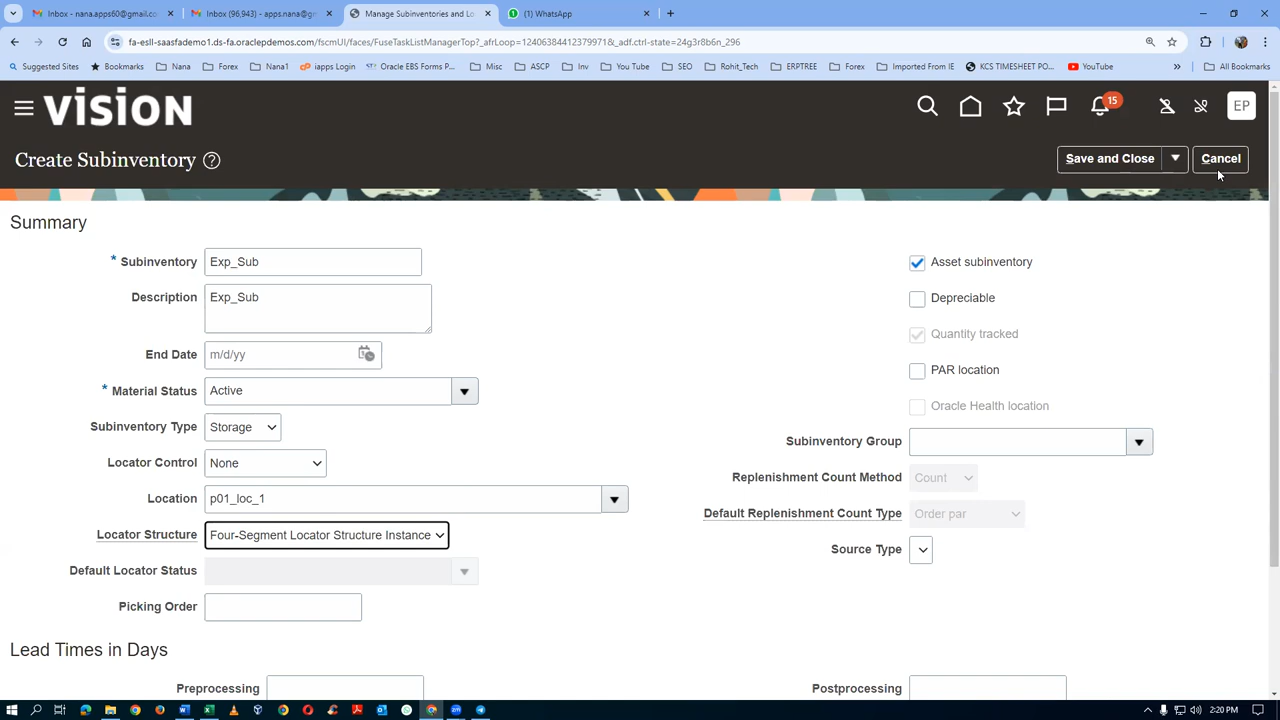 Inbox - nana.apps60@gmail.co
Inbox (96,943) - apps.nana@gm
Manage Subinventories and Lo
(1) WhatsApp
fa-esll-saasfademo1.ds-fa.oraclepdemos.com/fscmUI/faces/FuseTaskListManagerTop?_afrLoop=12406384412379971&_adf.ctrl-state=24g3r8b6n_296
Suggested Sites
Bookmarks
Nana
Forex
Nana1
iapps Login
Oracle EBS Forms P...
Misc
ASCP
Inv
You Tube
SEO
Rohit_Tech
ERPTREE
Forex
Imported From IE
KCS TIMESHEET PO...
YouTube
All Bookmarks
VISION
15
EP
Create Subinventory
Save and Close
Cancel
Summary
* Subinventory Exp_Sub
Description Exp_Sub
End Date m/d/yy
* Material Status Active
Subinventory Type Storage
Locator Control None
Location p01_loc_1
Locator Structure Four-Segment Locator Structure Instance
Default Locator Status
Picking Order
Asset subinventory
Depreciable
Quantity tracked
PAR location
Oracle Health location
Subinventory Group
Replenishment Count Method Count
Default Replenishment Count Type Order par
Source Type
Lead Times in Days
Preprocessing
Postprocessing
2:20 PM